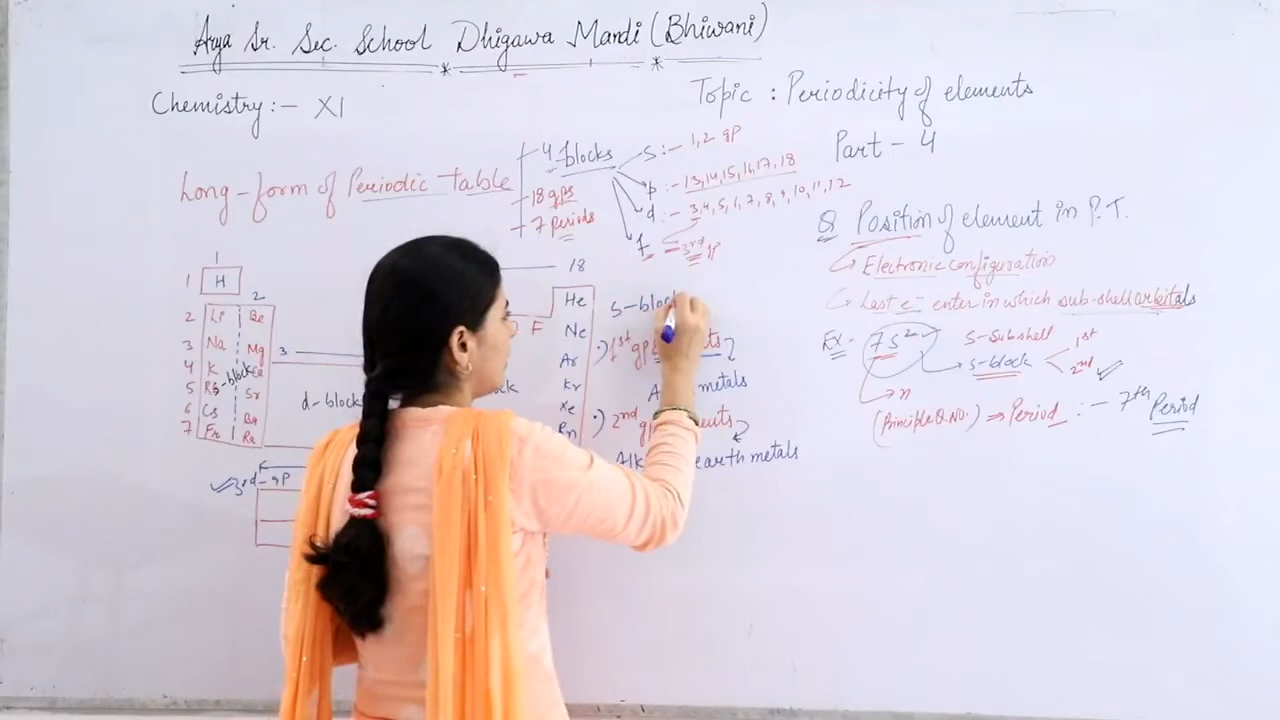 Arya Sr. Sec. School Dhigawa Mandi (Bhiwani)
Chemistry :- XI
Topic : Periodicity of elements
Part - 4
Long-form of Periodic table
4 blocks
18 gps
7 periods
s :- 1,2 gp
p :- 13,14,15,16,17,18
d :- 3,4,5,6,7,8,9,10,11,12
f 3rd gp
Q Position of element in P.T.
Electronic configuration
Last e- enter in which sub-shell orbitals
Ex - 7s2
s-subshell
s-block
1st
2nd
n
(Principle Q.NO.) ⇒ Period :- 7th Period
1
1 H
2
18
He
2 Li Be
3 Na Mg
4 K Ca
5 Rb Sr
6 Cs Ba
7 Fr Ra
s-block
3
d-block
F
Ne
Ar
Kr
Xe
Rn
3rd-gp
s-bloc
1st gp
metals
2nd
earth metals